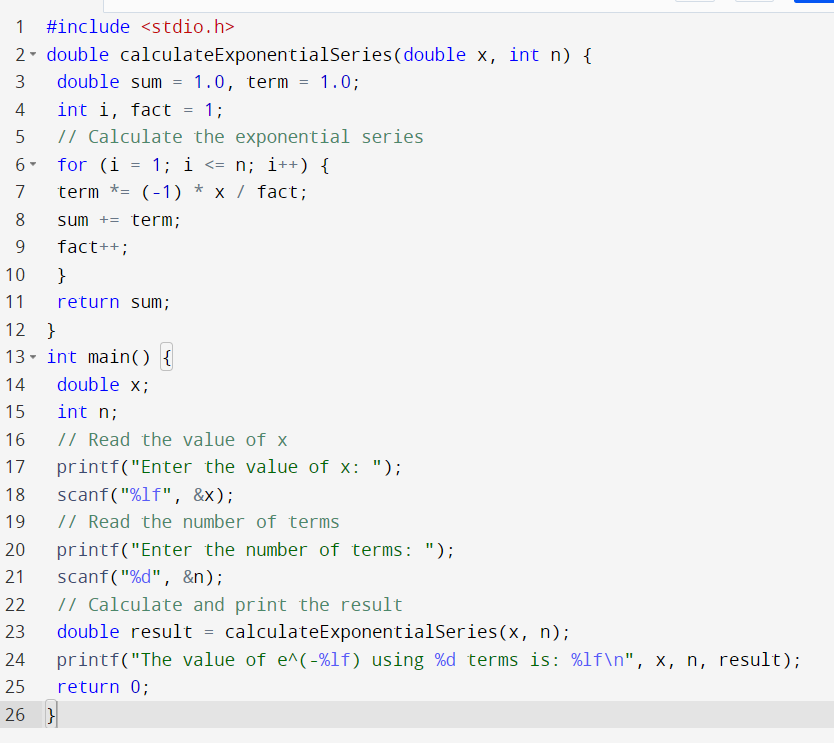 1 #include <stdio.h>
2 double calculateExponentialSeries(double x, int n) {
3 double sum = 1.0, term = 1.0;
4 int i, fact = 1;
5 // Calculate the exponential series
6 for (i = 1; i <= n; i++) {
7 term *= (-1) * x / fact;
8 sum += term;
9 fact++;
10 }
11 return sum;
12 }
13 int main() {
14 double x;
15 int n;
16 // Read the value of x
17 printf("Enter the value of x: ");
18 scanf("%lf", &x);
19 // Read the number of terms
20 printf("Enter the number of terms: ");
21 scanf("%d", &n);
22 // Calculate and print the result
23 double result = calculateExponentialSeries(x, n);
24 printf("The value of e^(-%lf) using %d terms is: %lf\n", x, n, result);
25 return 0;
26 }